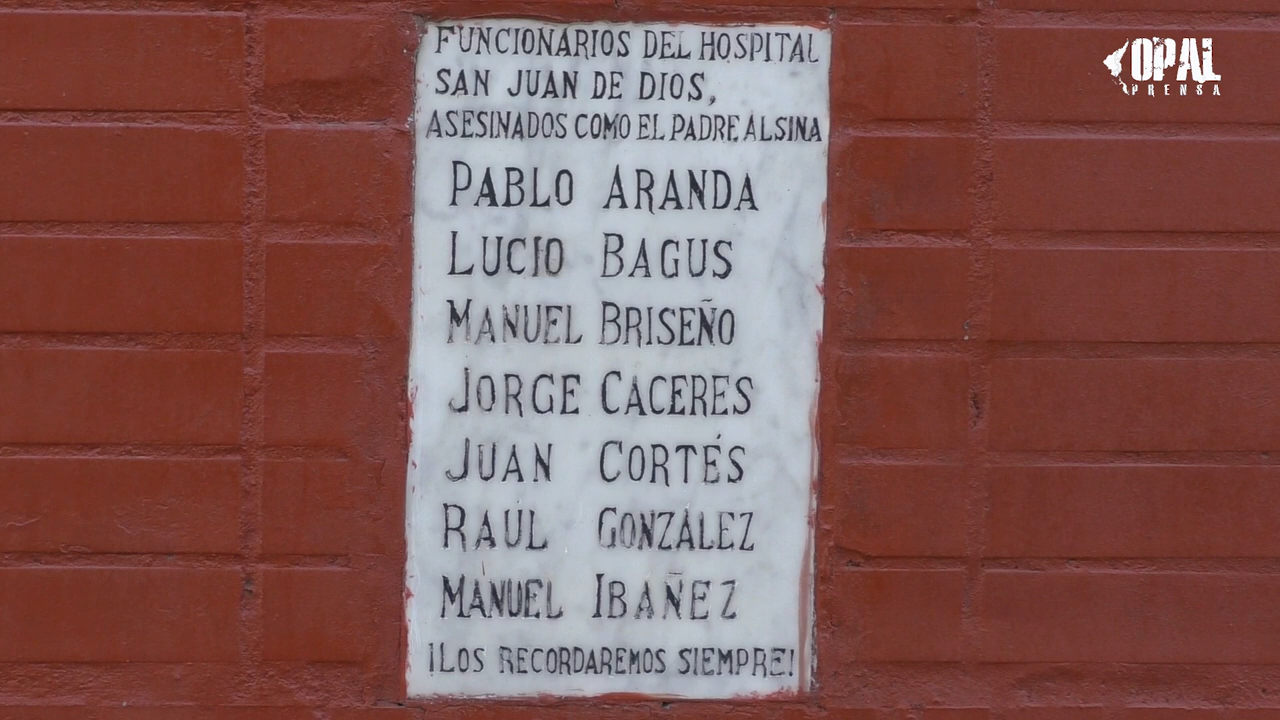 FUNCIONARIOS DEL HOSPITAL
SAN JUAN DE DIOS,
ASESINADOS COMO EL PADRE ALSINA
PABLO ARANDA
LUCIO BAGUS
MANUEL BRISEÑO
JORGE CACERES
JUAN CORTÉS
RAÚL GONZÁLEZ
MANUEL IBAÑEZ
¡LOS RECORDAREMOS SIEMPRE!
OPAL
PRENSA